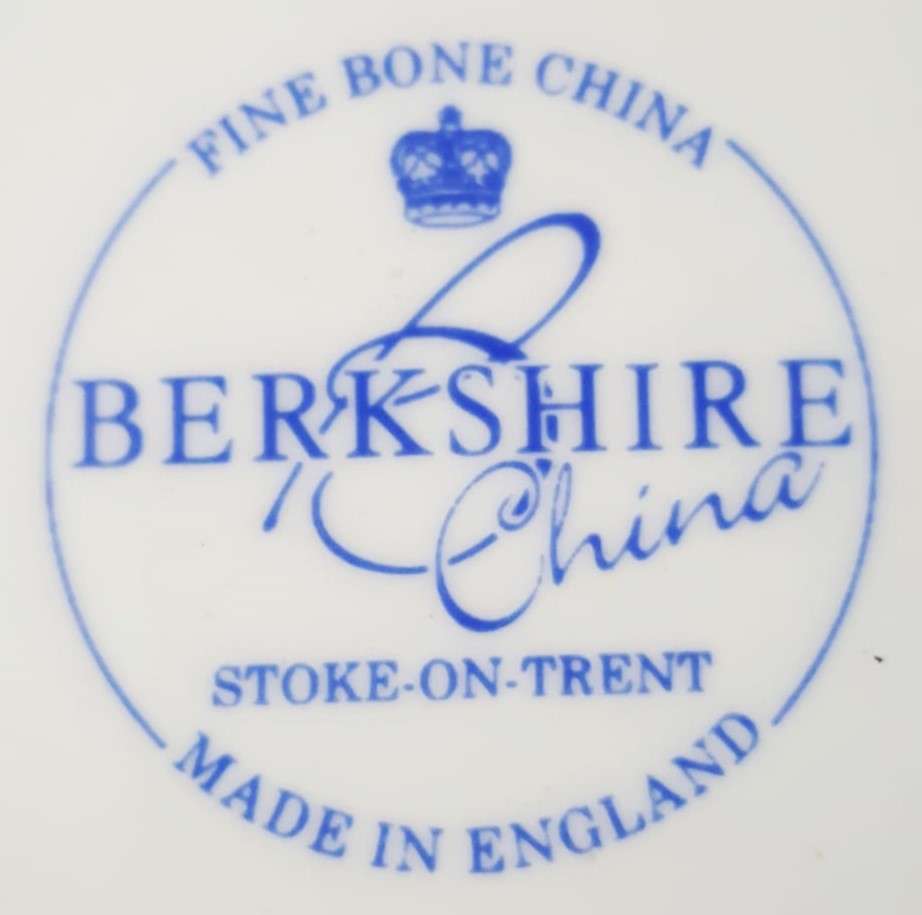 FINE BONE CHINA
BERKSHIRE
China
STOKE-ON-TRENT
MADE IN ENGLAND